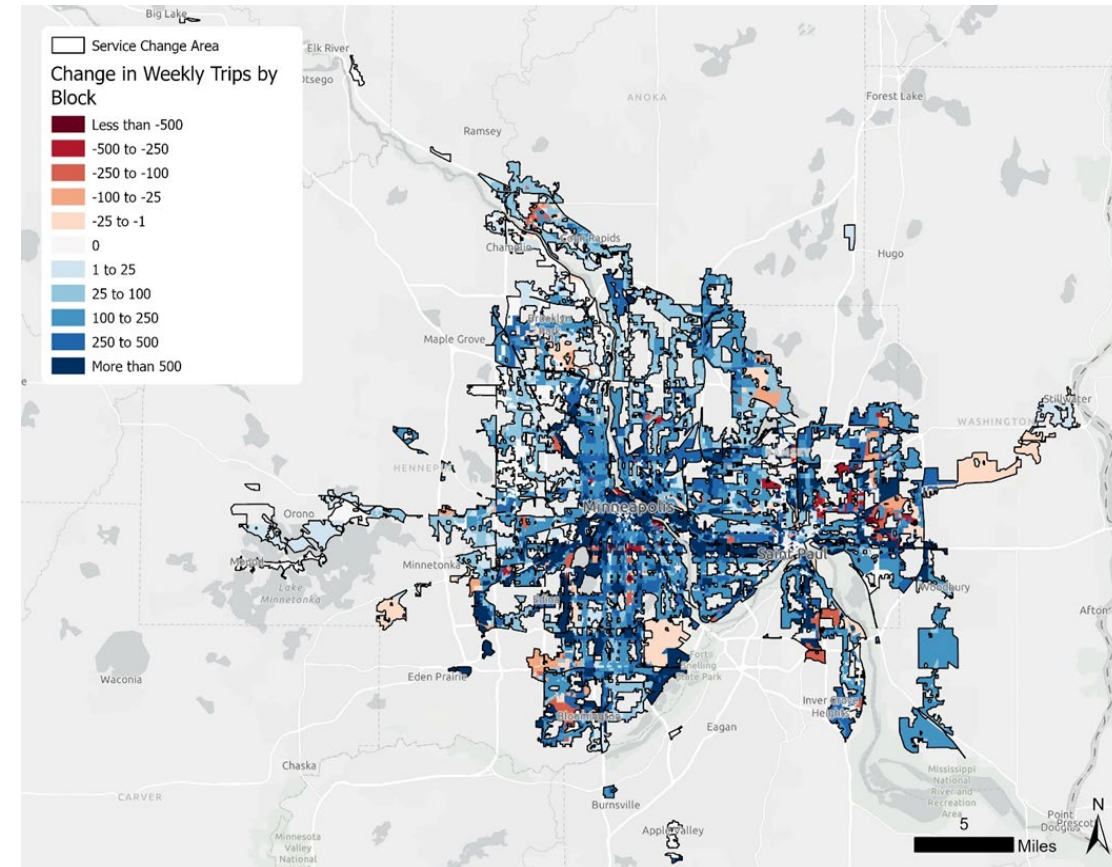 Service Change Area
Change in Weekly Trips by
Block
Less than -500
-500 to -250
-250 to -100
-100 to -25
-25 to -1
0
1 to 25
25 to 100
100 to 250
250 to 500
More than 500
Big Lake
Elk River
Otsego
Forest Lake
ANOKA
Ramsey
Champlin
Coon Rapids
Hugo
Brooklyn
Maple Grove
Stillwater
WASHINGTON
HENNEPIN
Orono
Minneapolis
Saint Paul
Minnetonka
Lake
Minnetonka
Woodbury
Afton
Fort
Snelling
State Park
Waconia
Eden Prairie
Inver Grove
Heights
Bloomington
Eagan
Chaska
CARVER
Burnsville
Apple Valley
Minnesota
Valley
National
Mississippi
National
River and
Recreation
Area
Point
Douglas
Prescott
5
Miles
N